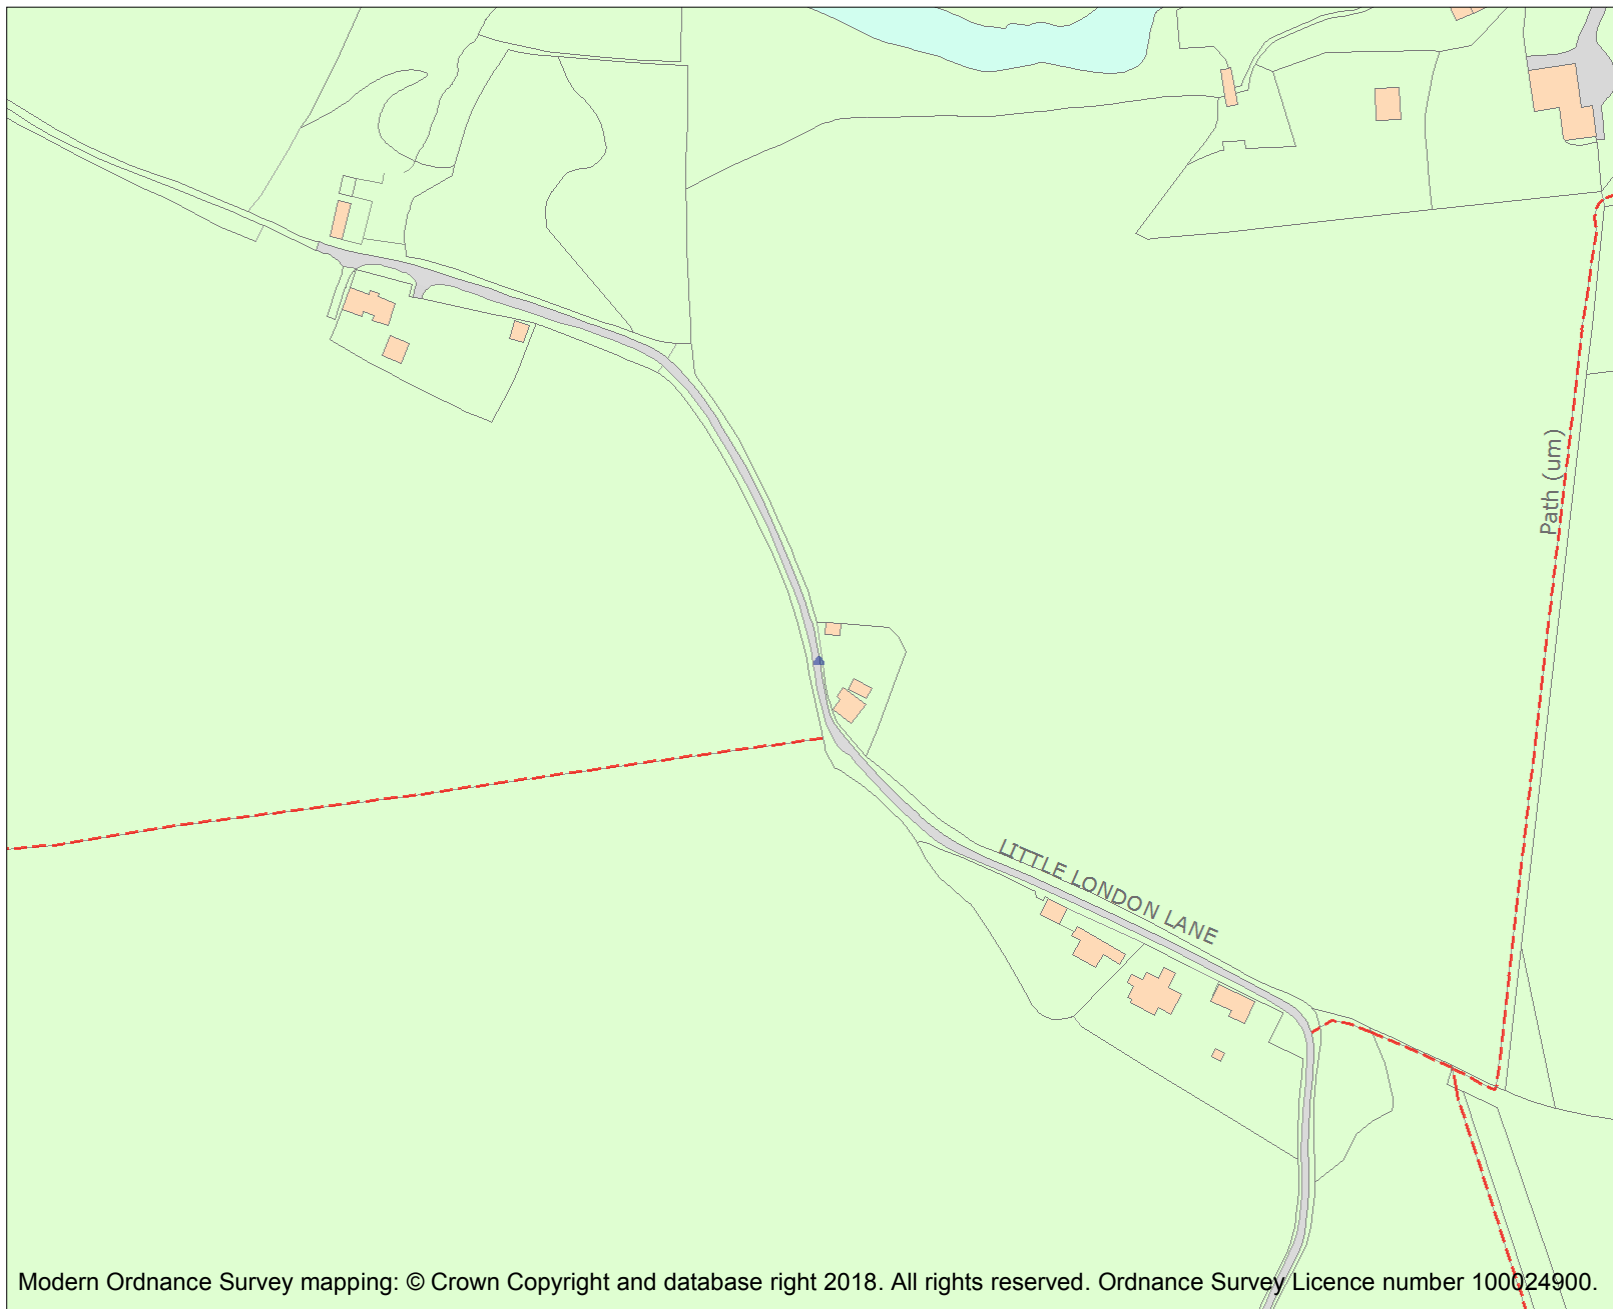 Path (um)
LITTLE LONDON LANE
Modern Ordnance Survey mapping: © Crown Copyright and database right 2018. All rights reserved. Ordnance Survey Licence number 100024900.